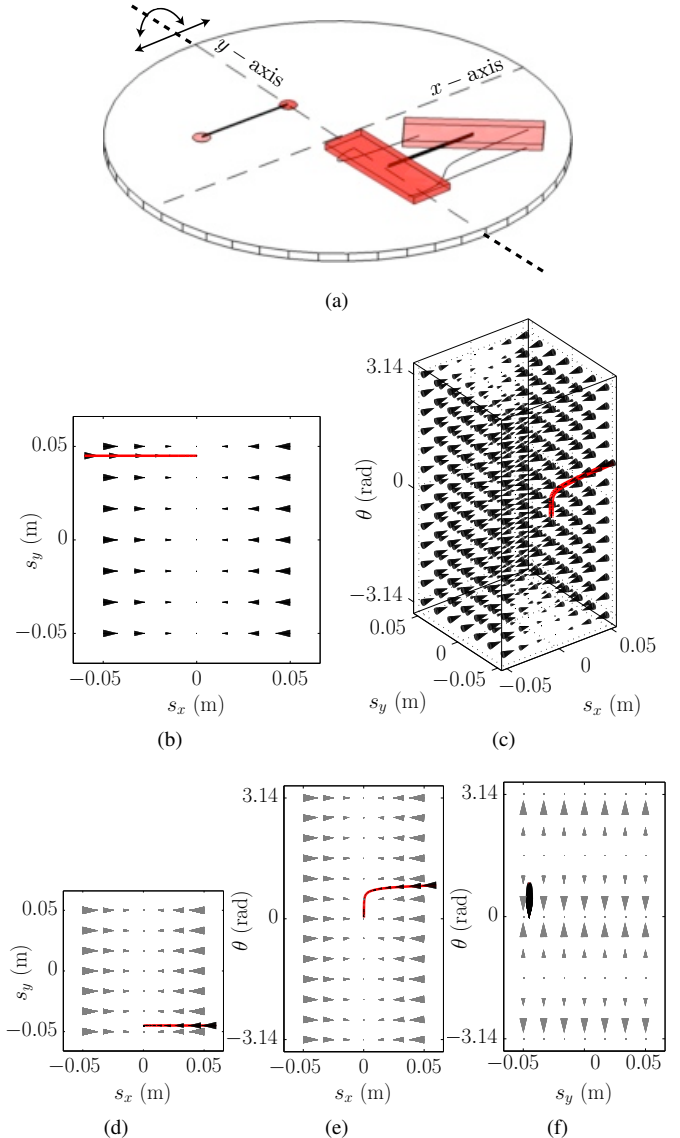 y – axis
x – axis
(a)
0.05
0
−0.05
s_y (m)
−0.05
0
0.05
s_x (m)
(b)
3.14
0
−3.14
θ (rad)
0.05
0
−0.05
s_y (m)
−0.05
0
0.05
s_x (m)
(c)
0.05
0
−0.05
s_y (m)
−0.05
0
0.05
s_x (m)
(d)
3.14
0
−3.14
θ (rad)
−0.05
0
0.05
s_x (m)
(e)
3.14
0
−3.14
θ (rad)
−0.05
0
0.05
s_y (m)
(f)